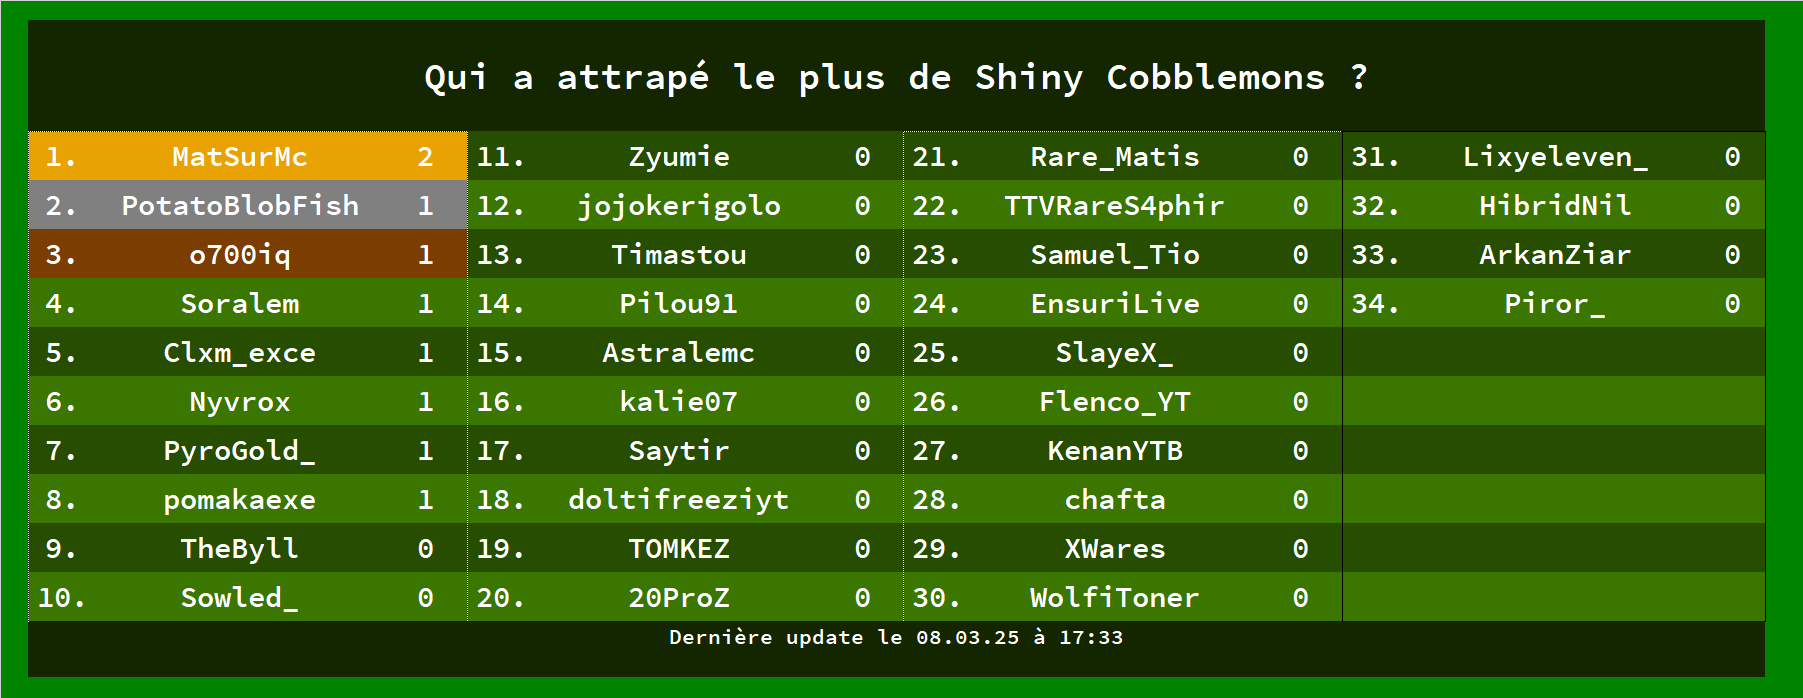 Qui a attrapé le plus de Shiny Cobblemons ?
1. MatSurMc 2 11. Zyumie 0 21. Rare_Matis 0 31. Lixyeleven_ 0
2. PotatoBlobFish 1 12. jojokerigolo 0 22. TTVRareS4phir 0 32. HibridNil 0
3. o700iq 1 13. Timastou 0 23. Samuel_Tio 0 33. ArkanZiar 0
4. Soralem 1 14. Pilou91 0 24. EnsuriLive 0 34. Piror_ 0
5. Clxm_exce 1 15. Astralemc 0 25. SlayeX_ 0
6. Nyvrox 1 16. kalie07 0 26. Flenco_YT 0
7. PyroGold_ 1 17. Saytir 0 27. KenanYTB 0
8. pomakaexe 1 18. doltifreeziyt 0 28. chafta 0
9. TheByll 0 19. TOMKEZ 0 29. XWares 0
10. Sowled_ 0 20. 20ProZ 0 30. WolfiToner 0
Dernière update le 08.03.25 à 17:33